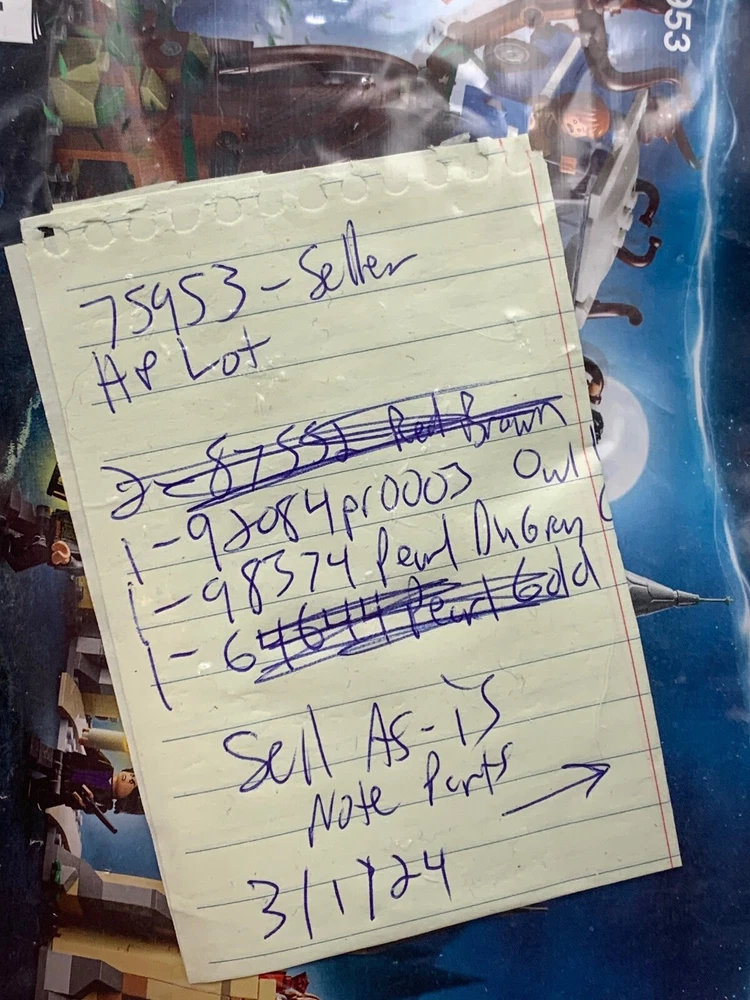 953
75953 - Seller
HP Lot
2 - 87552 Red Brown
1 - 92084pr0003 Owl
1 - 98374 Pearl DkGray
1 - 64644 Pearl Gold
Sell As-is
Note Parts →
3/1/24